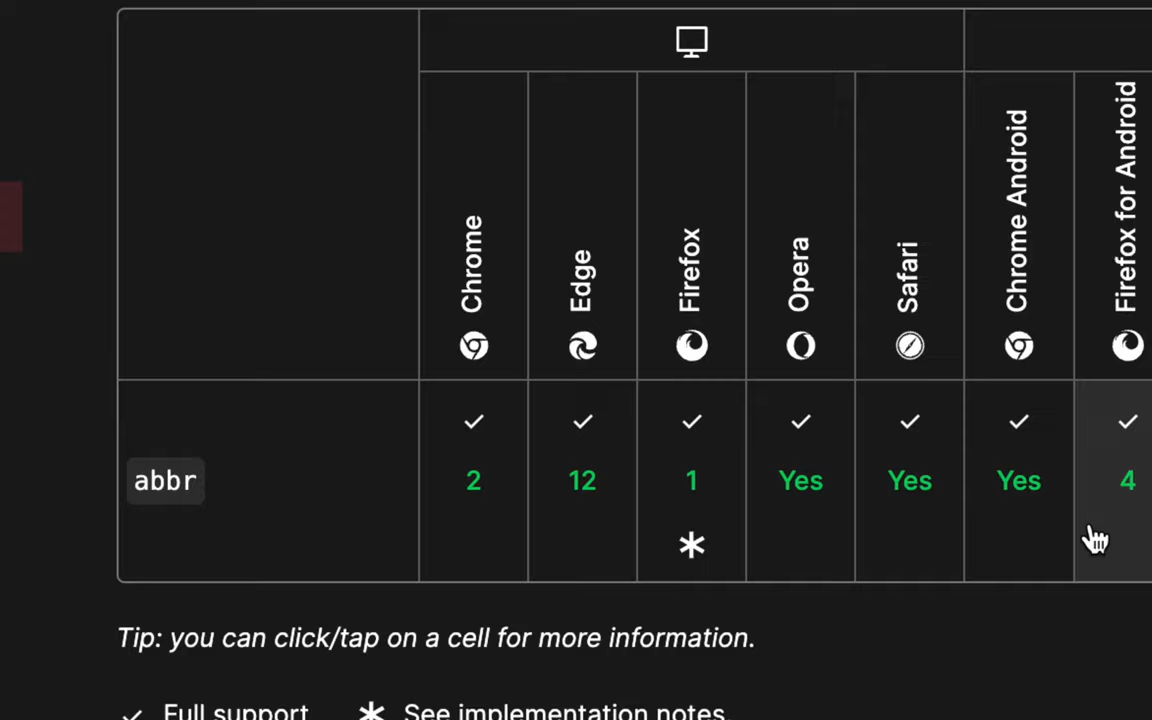 Chrome
Edge
Firefox
Opera
Safari
Chrome Android
Firefox for Android
abbr
2
12
1
Yes
Yes
Yes
4
Tip: you can click/tap on a cell for more information.
Full support
See implementation notes.